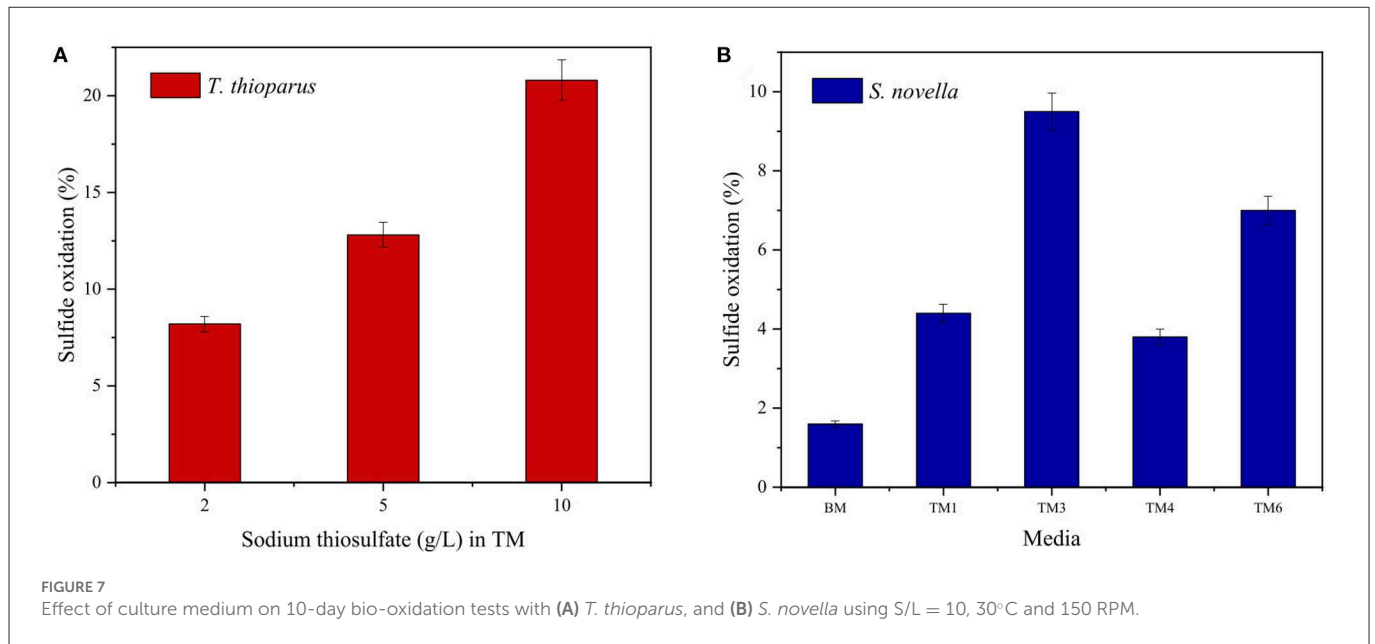 A
T. thioparus
Sulfide oxidation (%)
20
15
10
5
0
2
5
10
Sodium thiosulfate (g/L) in TM
B
S. novella
Sulfide oxidation (%)
10
8
6
4
2
0
BM
TM1
TM3
TM4
TM6
Media
FIGURE 7
Effect of culture medium on 10-day bio-oxidation tests with (A) T. thioparus, and (B) S. novella using S/L = 10, 30°C and 150 RPM.